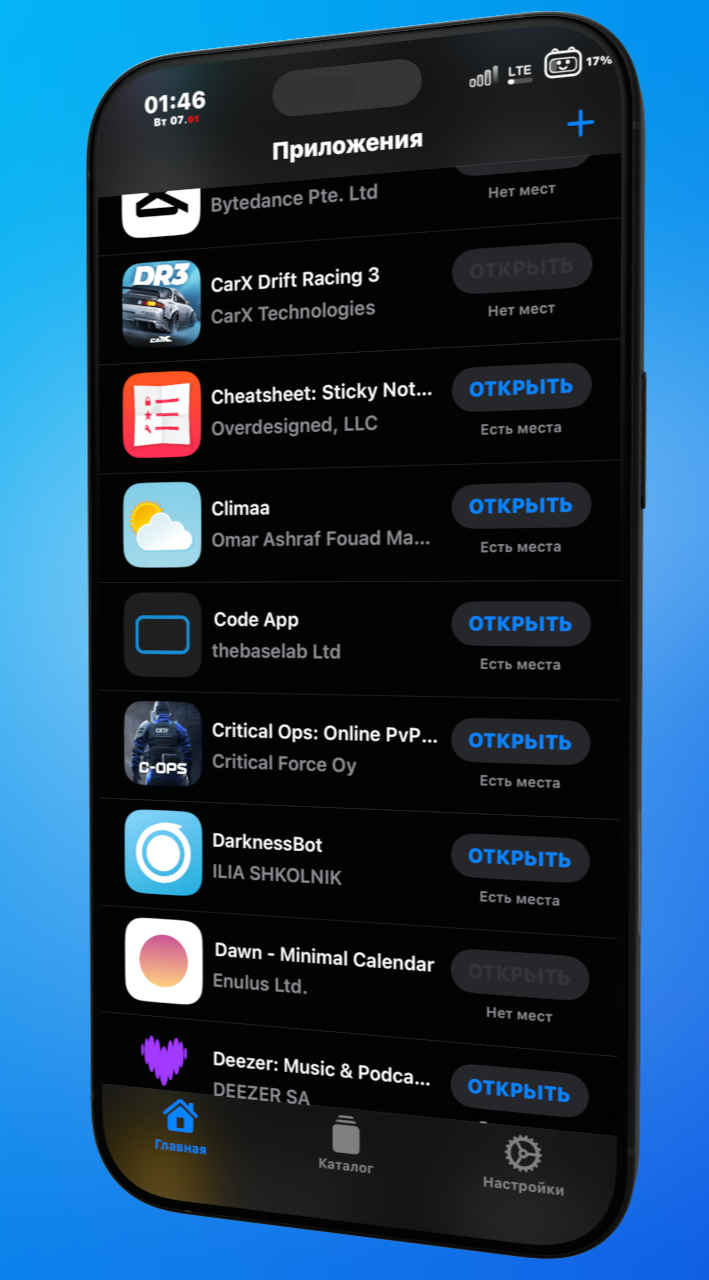 01:46
Вт 07.01
LTE
17%
Приложения
Bytedance Pte. Ltd
Нет мест
DR3
CARX
CarX Drift Racing 3
CarX Technologies
ОТКРЫТЬ
Нет мест
Cheatsheet: Sticky Not...
Overdesigned, LLC
ОТКРЫТЬ
Есть места
Climaa
Omar Ashraf Fouad Ma...
ОТКРЫТЬ
Есть места
Code App
thebaselab Ltd
ОТКРЫТЬ
Есть места
CRTF
C-OPS
Critical Ops: Online PvP...
Critical Force Oy
ОТКРЫТЬ
Есть места
DarknessBot
ILIA SHKOLNIK
ОТКРЫТЬ
Есть места
Dawn - Minimal Calendar
Enulus Ltd.
ОТКРЫТЬ
Нет мест
Deezer: Music & Podca...
DEEZER SA
ОТКРЫТЬ
Главная
Каталог
Настройки